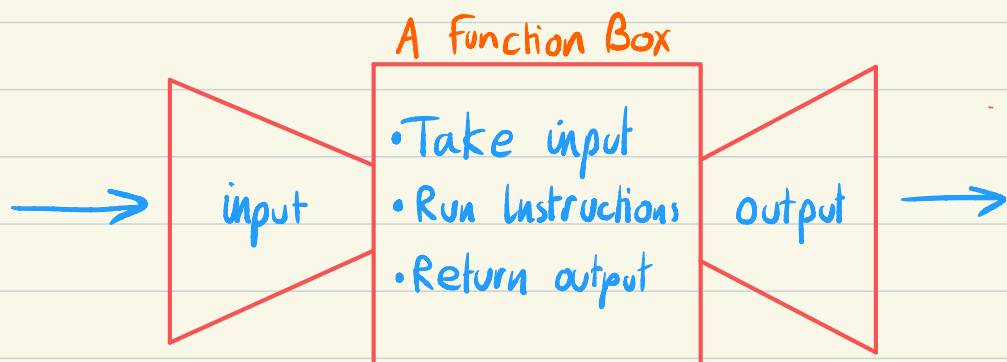 A Function Box
•Take input
input
•Run Instructions
output
•Return output